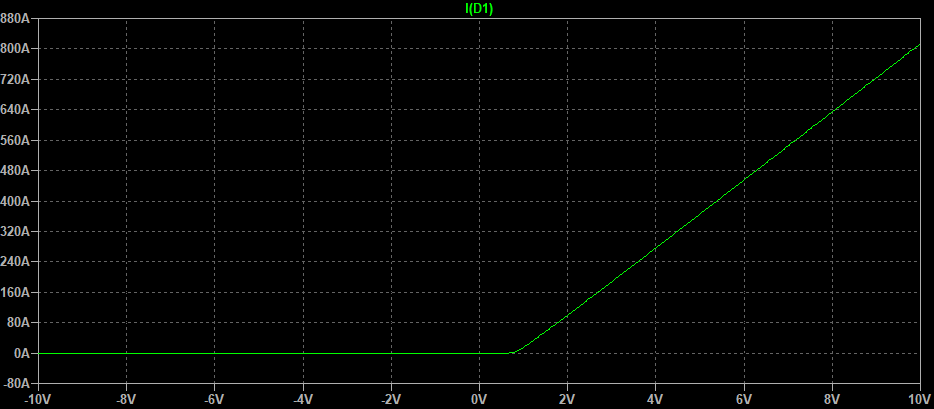 I(D1)
880A
800A
720A
640A
560A
480A
400A
320A
240A
160A
80A
0A
-80A
-10V -8V -6V -4V -2V 0V 2V 4V 6V 8V 10V